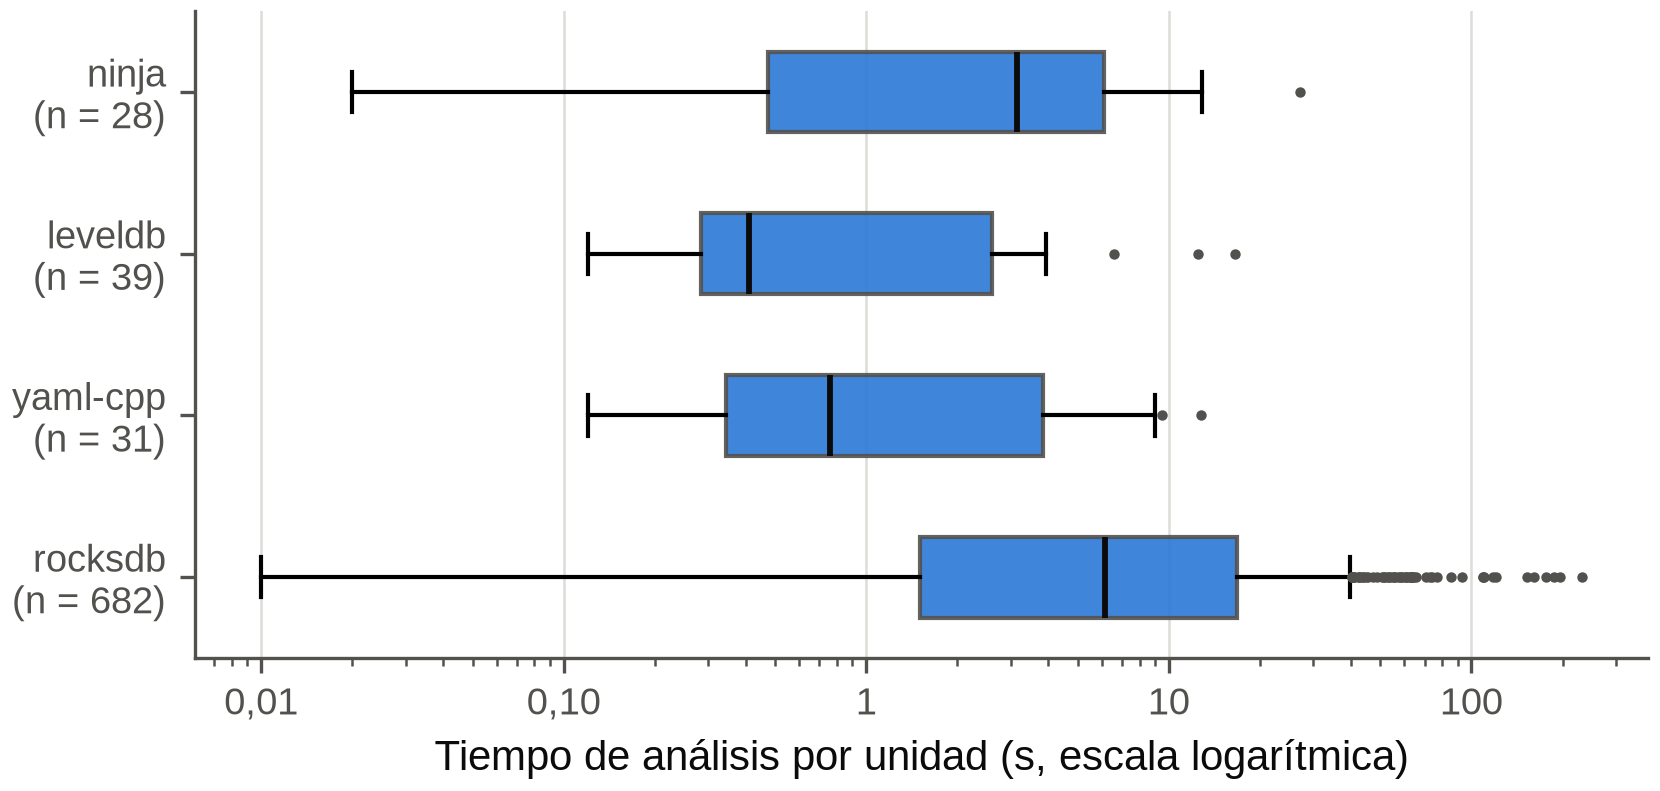 ninja
(n = 28)
leveldb
(n = 39)
yaml-cpp
(n = 31)
rocksdb
(n = 682)
0,01 0,10 1 10 100
Tiempo de análisis por unidad (s, escala logarítmica)